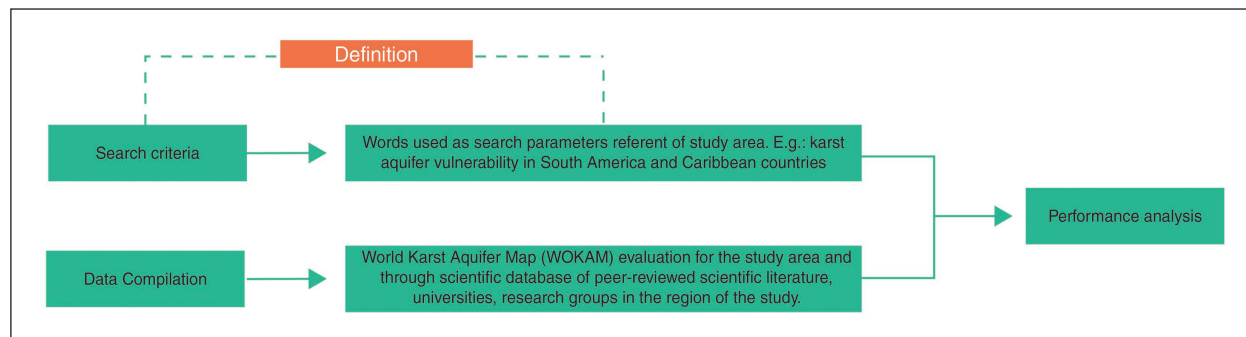 Definition
Search criteria
Words used as search parameters referent of study area. E.g.: karst
aquifer vulnerability in South America and Caribbean countries
Performance analysis
Data Compilation
World Karst Aquifer Map (WOKAM) evaluation for the study area and
through scientific database of peer-reviewed scientific literature,
universities, research groups in the region of the study.